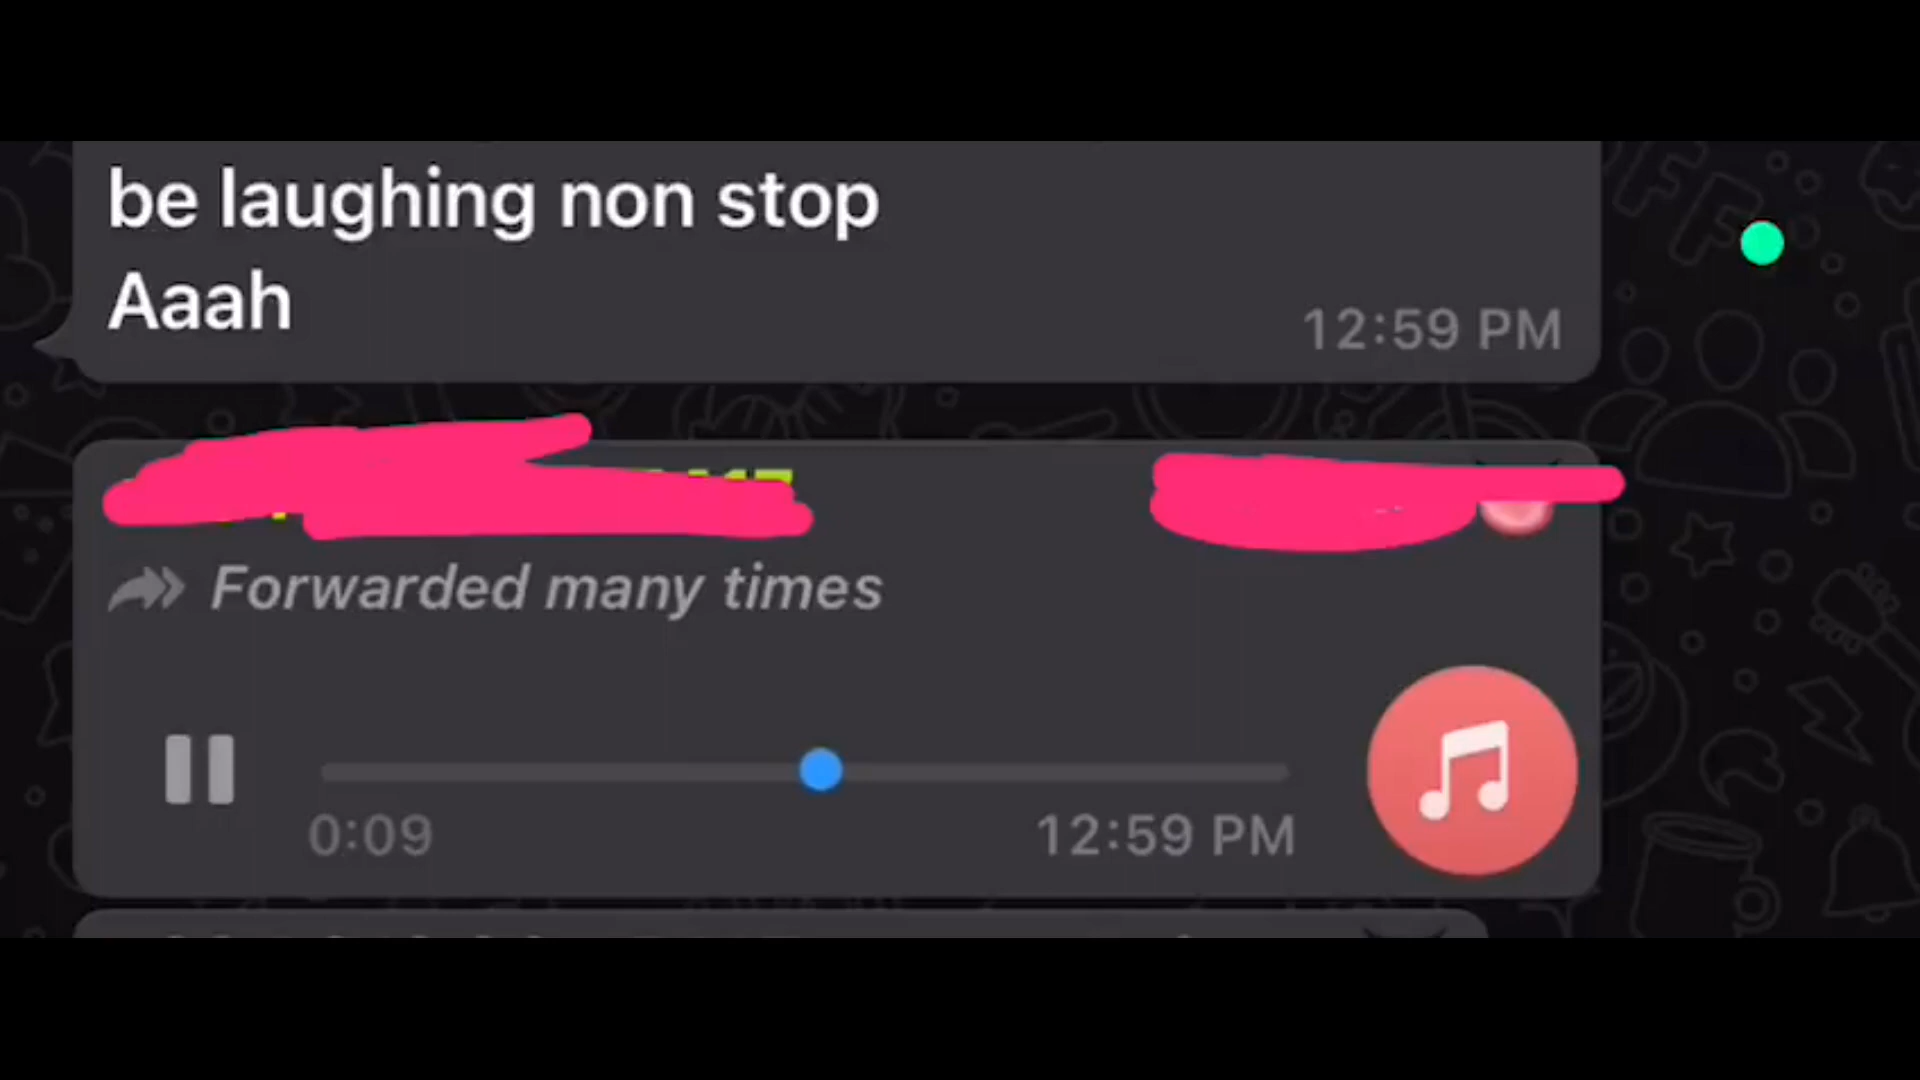 be laughing non stop
Aaah
12:59 PM
Forwarded many times
0:09
12:59 PM